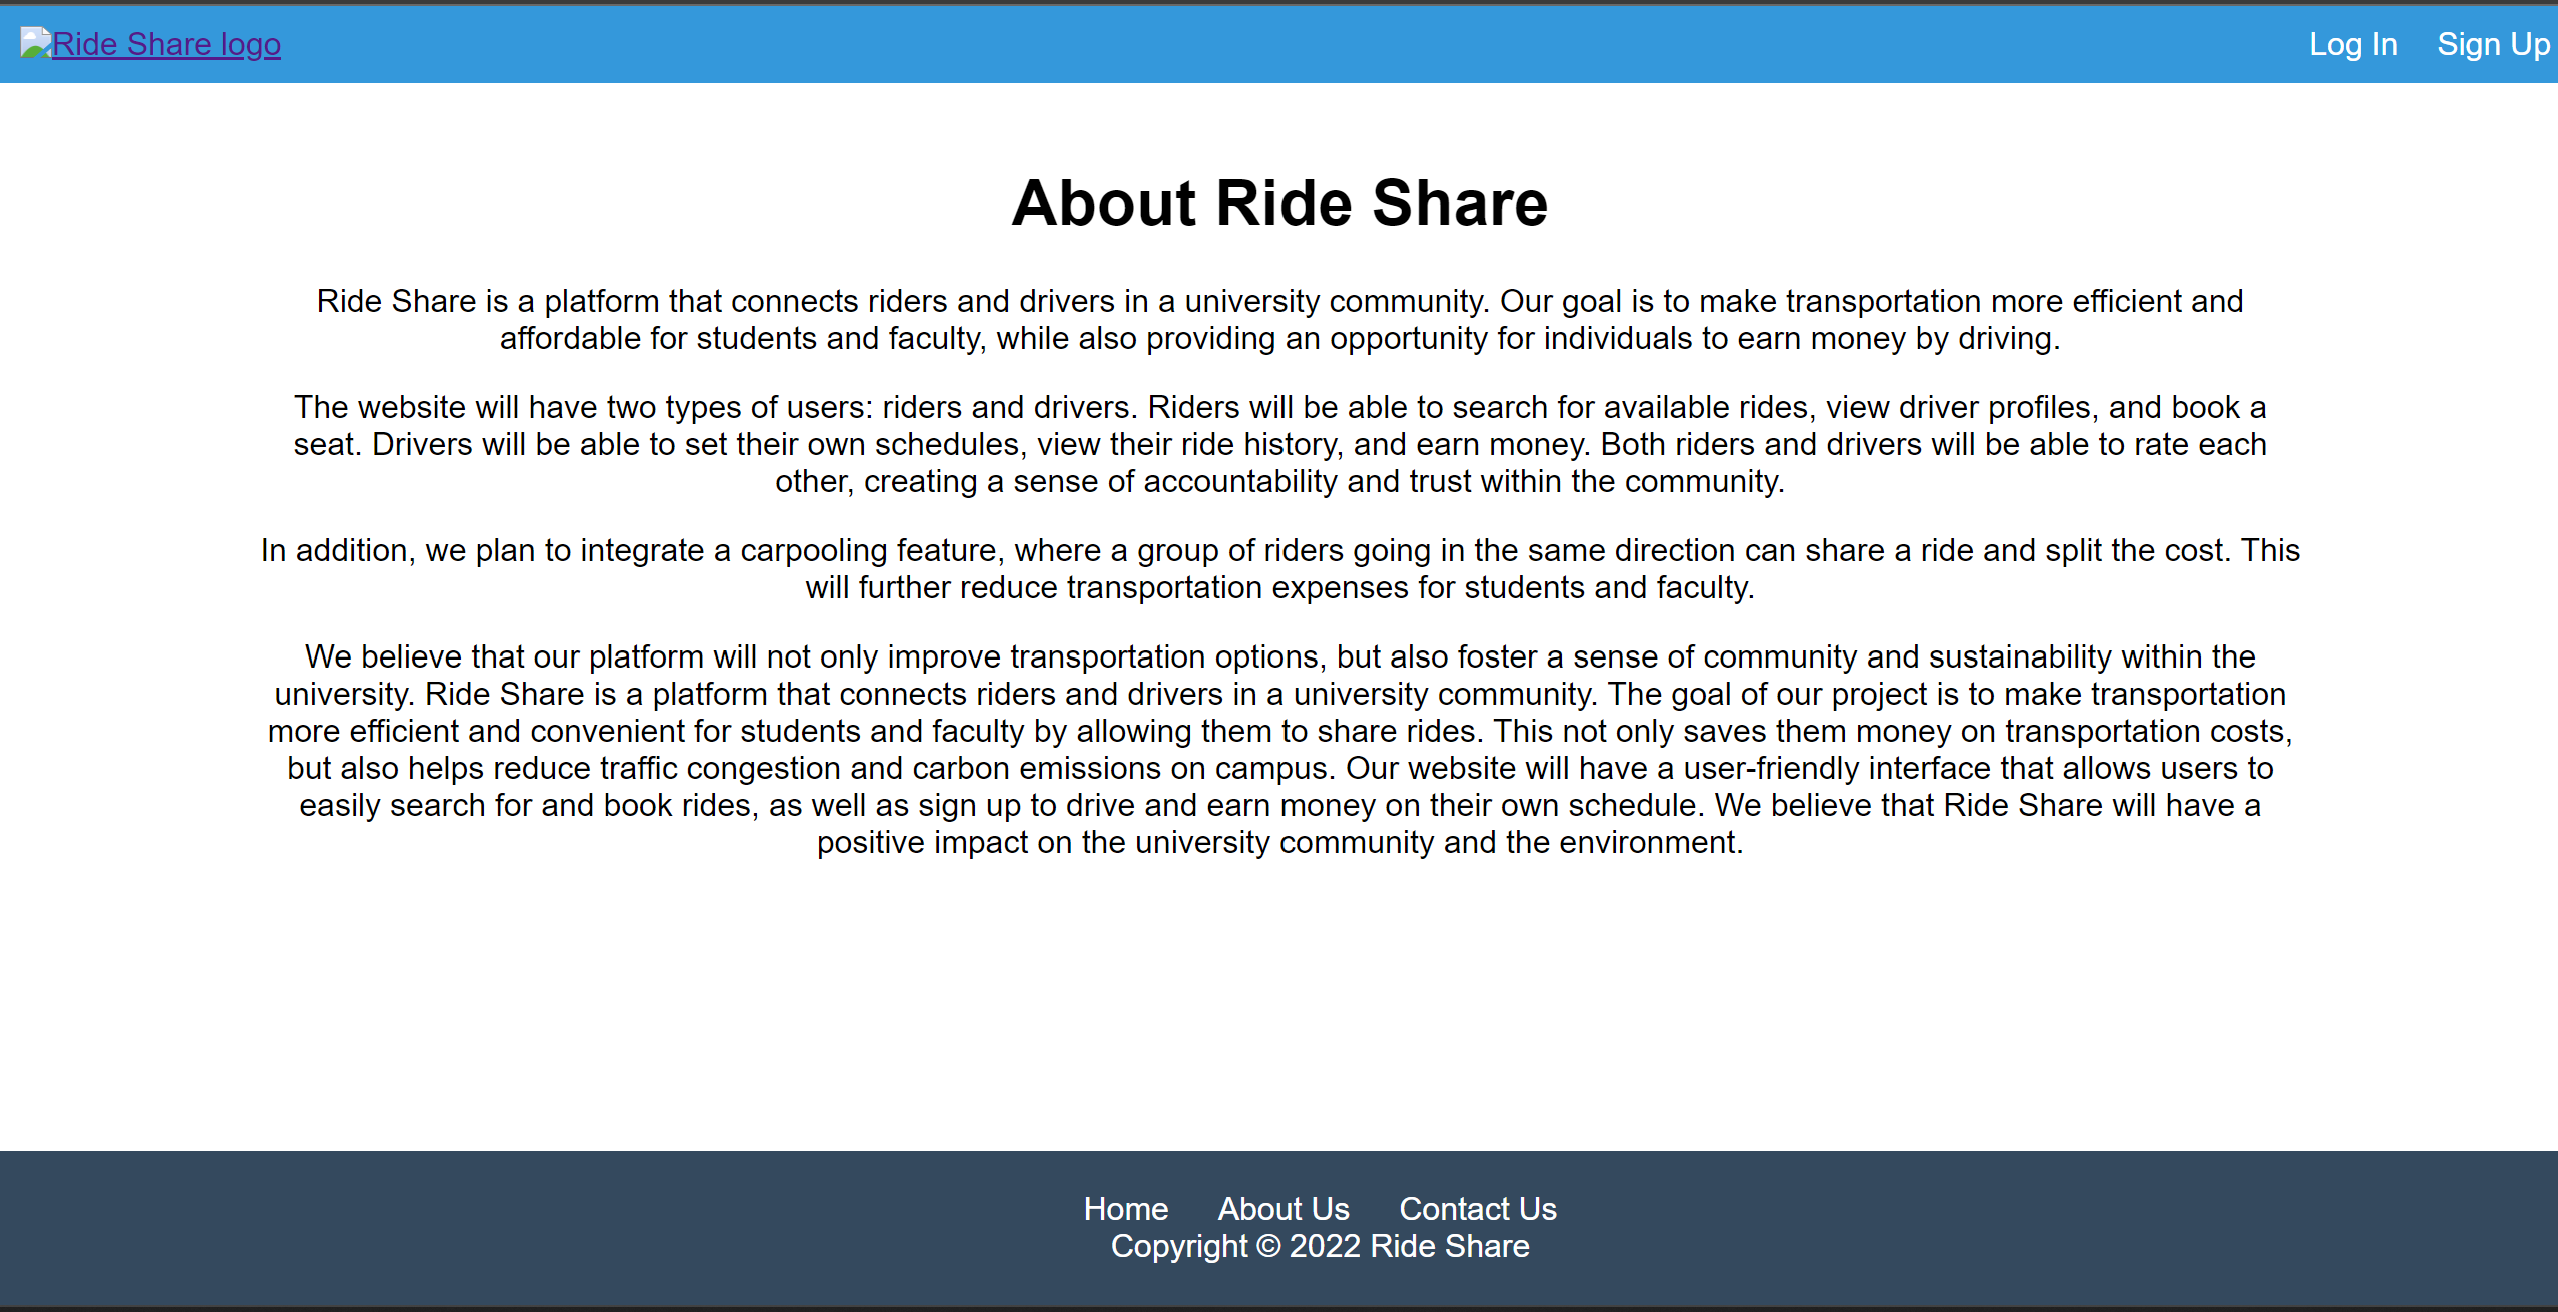 Ride Share logo
Log In
Sign Up
About Ride Share
Ride Share is a platform that connects riders and drivers in a university community. Our goal is to make transportation more efficient and
affordable for students and faculty, while also providing an opportunity for individuals to earn money by driving.
The website will have two types of users: riders and drivers. Riders will be able to search for available rides, view driver profiles, and book a
seat. Drivers will be able to set their own schedules, view their ride history, and earn money. Both riders and drivers will be able to rate each
other, creating a sense of accountability and trust within the community.
In addition, we plan to integrate a carpooling feature, where a group of riders going in the same direction can share a ride and split the cost. This
will further reduce transportation expenses for students and faculty.
We believe that our platform will not only improve transportation options, but also foster a sense of community and sustainability within the
university. Ride Share is a platform that connects riders and drivers in a university community. The goal of our project is to make transportation
more efficient and convenient for students and faculty by allowing them to share rides. This not only saves them money on transportation costs,
but also helps reduce traffic congestion and carbon emissions on campus. Our website will have a user-friendly interface that allows users to
easily search for and book rides, as well as sign up to drive and earn money on their own schedule. We believe that Ride Share will have a
positive impact on the university community and the environment.
Home About Us Contact Us
Copyright © 2022 Ride Share